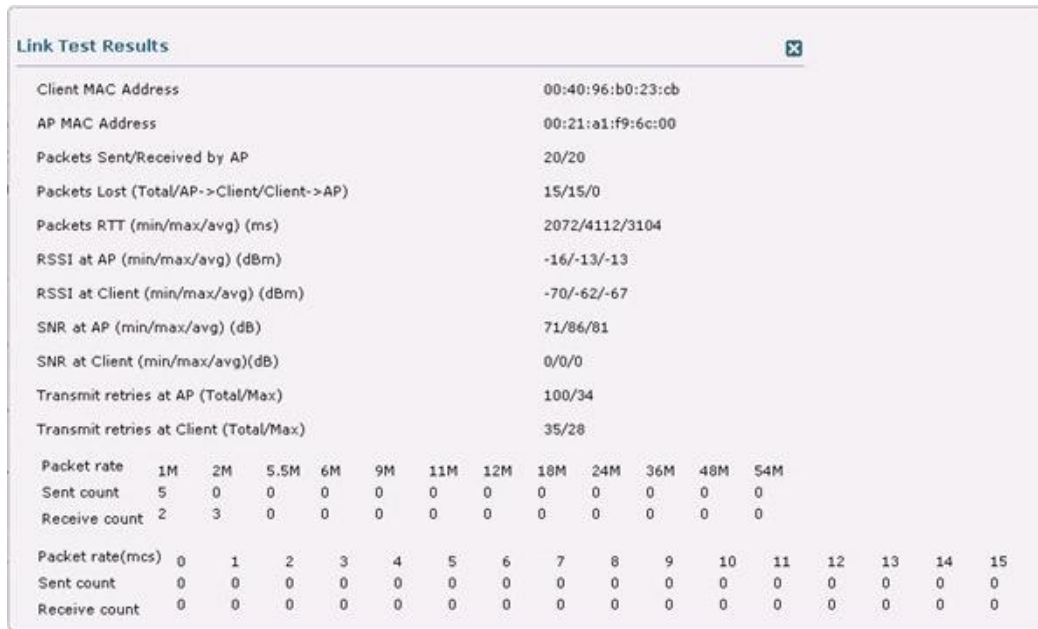 Link Test Results
Client MAC Address 00:40:96:b0:23:cb
AP MAC Address 00:21:a1:f9:6c:00
Packets Sent/Received by AP 20/20
Packets Lost (Total/AP->Client/Client->AP) 15/15/0
Packets RTT (min/max/avg) (ms) 2072/4112/3104
RSSI at AP (min/max/avg) (dBm) -16/-13/-13
RSSI at Client (min/max/avg) (dBm) -70/-62/-67
SNR at AP (min/max/avg) (dB) 71/86/81
SNR at Client (min/max/avg)(dB) 0/0/0
Transmit retries at AP (Total/Max) 100/34
Transmit retries at Client (Total/Max) 35/28
Packet rate 1M 2M 5.5M 6M 9M 11M 12M 18M 24M 36M 48M 54M
Sent count 5 0 0 0 0 0 0 0 0 0 0 0
Receive count 2 3 0 0 0 0 0 0 0 0 0 0
Packet rate(mcs) 0 1 2 3 4 5 6 7 8 9 10 11 12 13 14 15
Sent count 0 0 0 0 0 0 0 0 0 0 0 0 0 0 0 0
Receive count 0 0 0 0 0 0 0 0 0 0 0 0 0 0 0 0